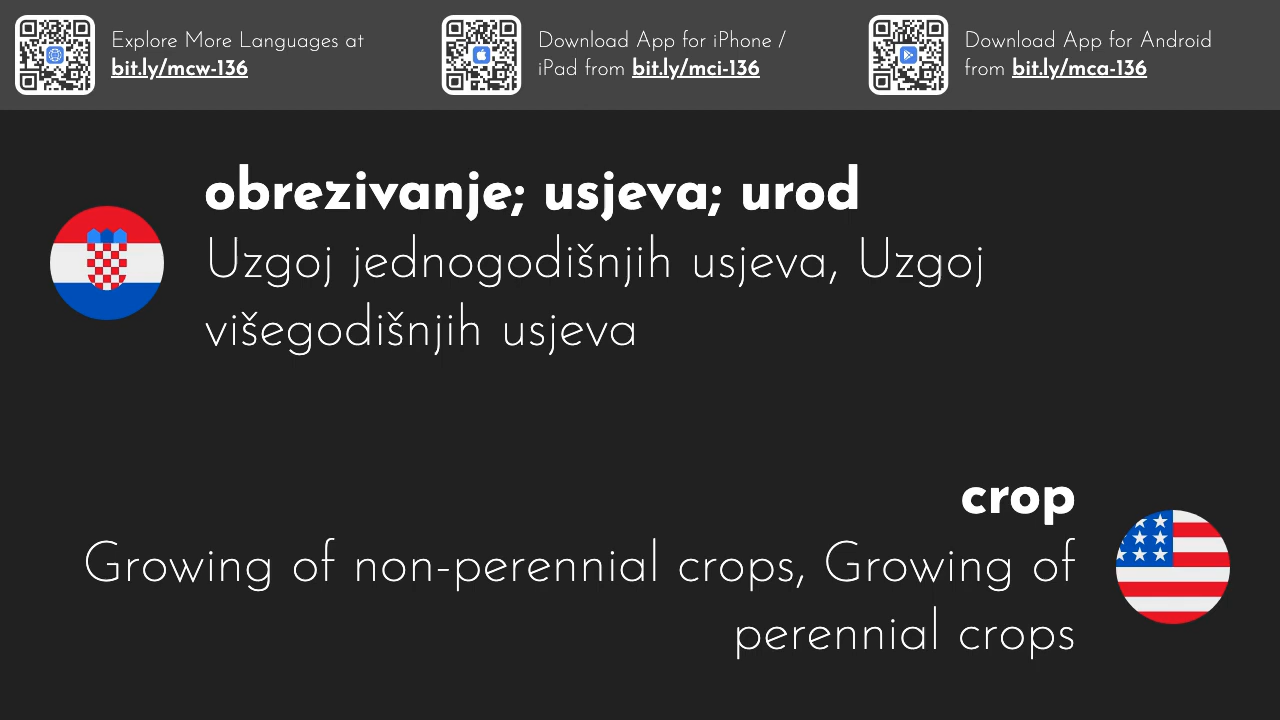 Explore More Languages at
bit.ly/mcw-136
Download App for iPhone /
iPad from bit.ly/mci-136
Download App for Android
from bit.ly/mca-136
obrezivanje; usjeva; urod
Uzgoj jednogodišnjih usjeva, Uzgoj
višegodišnjih usjeva
crop
Growing of non-perennial crops, Growing of
perennial crops